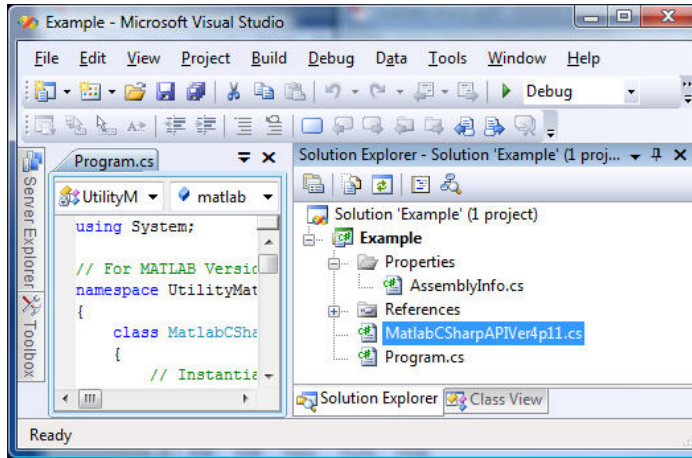 Example - Microsoft Visual Studio
File Edit View Project Build Debug Data Tools Window Help
Debug
Program.cs
Solution Explorer - Solution 'Example' (1 proj...
Server Explorer
Toolbox
UtilityM
matlab
using System;
// For MATLAB Versio
namespace UtilityMat
{
class MatlabCSha
{
// Instantia
Solution 'Example' (1 project)
Example
Properties
AssemblyInfo.cs
References
MatlabCSharpAPIVer4p11.cs
Program.cs
Solution Explorer
Class View
Ready